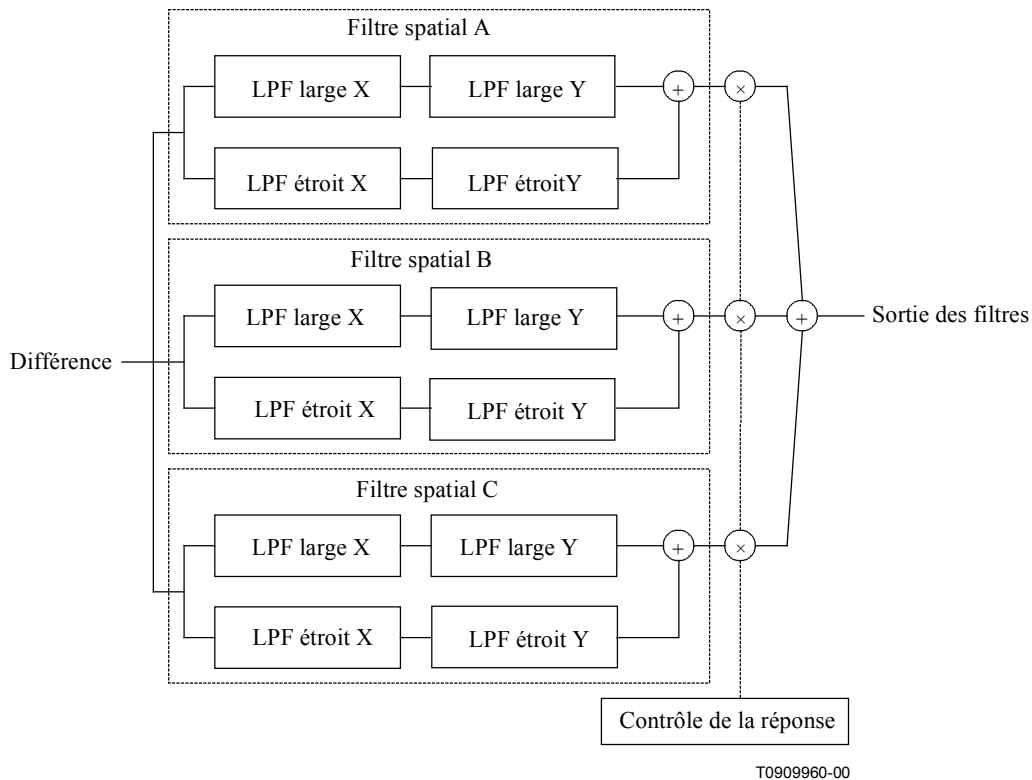 Filtre spatial A
LPF large X
LPF large Y
+
×
LPF étroit X
LPF étroitY
Filtre spatial B
LPF large X
LPF large Y
+
×
+
Sortie des filtres
Différence
LPF étroit X
LPF étroit Y
Filtre spatial C
LPF large X
LPF large Y
+
×
LPF étroit X
LPF étroit Y
Contrôle de la réponse
T0909960-00